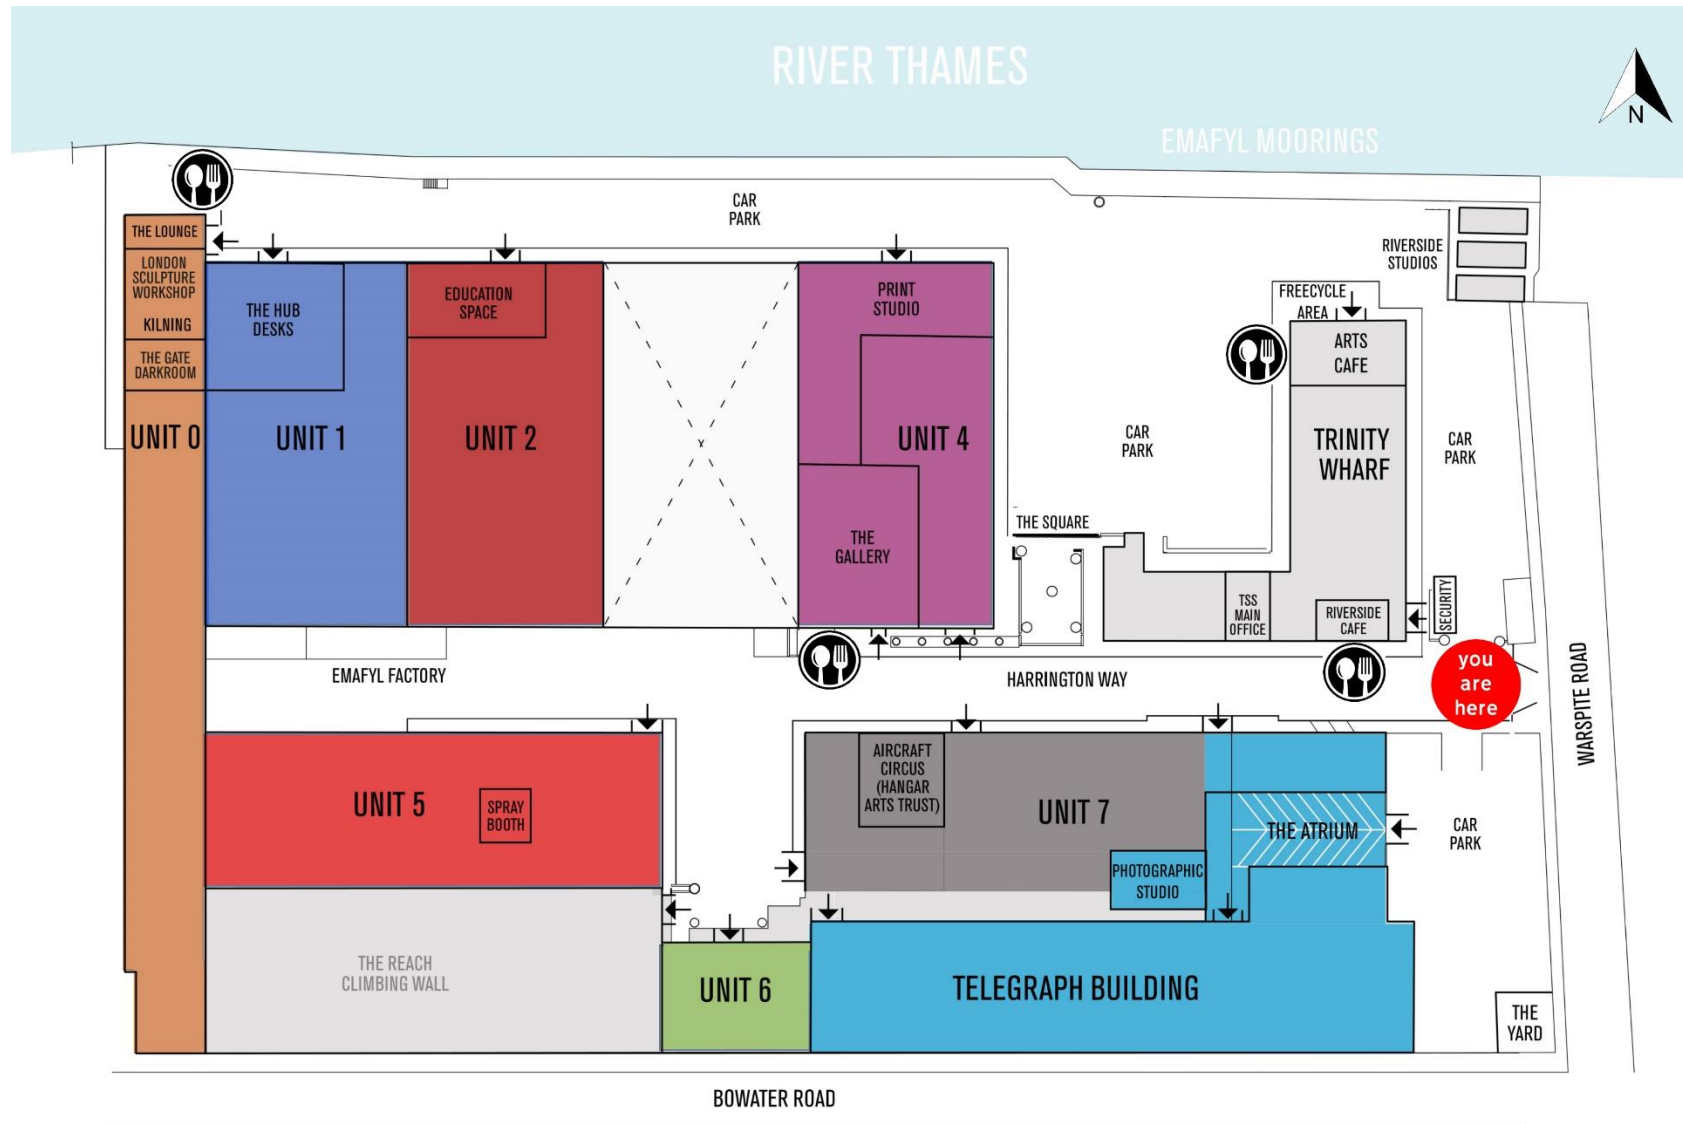 RIVER THAMES
EMAFYL MOORINGS
N
CAR
PARK
THE LOUNGE
LONDON
SCULPTURE
WORKSHOP
KILNING
THE GATE
DARKROOM
UNIT 0
THE HUB
DESKS
UNIT 1
EDUCATION
SPACE
UNIT 2
PRINT
STUDIO
UNIT 4
THE
GALLERY
RIVERSIDE
STUDIOS
FREECYCLE
AREA
ARTS
CAFE
TRINITY
WHARF
CAR
PARK
CAR
PARK
THE SQUARE
TSS
MAIN
OFFICE
RIVERSIDE
CAFE
SECURITY
you
are
here
EMAFYL FACTORY
HARRINGTON WAY
WARSPITE ROAD
UNIT 5
SPRAY
BOOTH
AIRCRAFT
CIRCUS
(HANGAR
ARTS TRUST)
UNIT 7
THE ATRIUM
CAR
PARK
PHOTOGRAPHIC
STUDIO
THE REACH
CLIMBING WALL
UNIT 6
TELEGRAPH BUILDING
THE
YARD
BOWATER ROAD